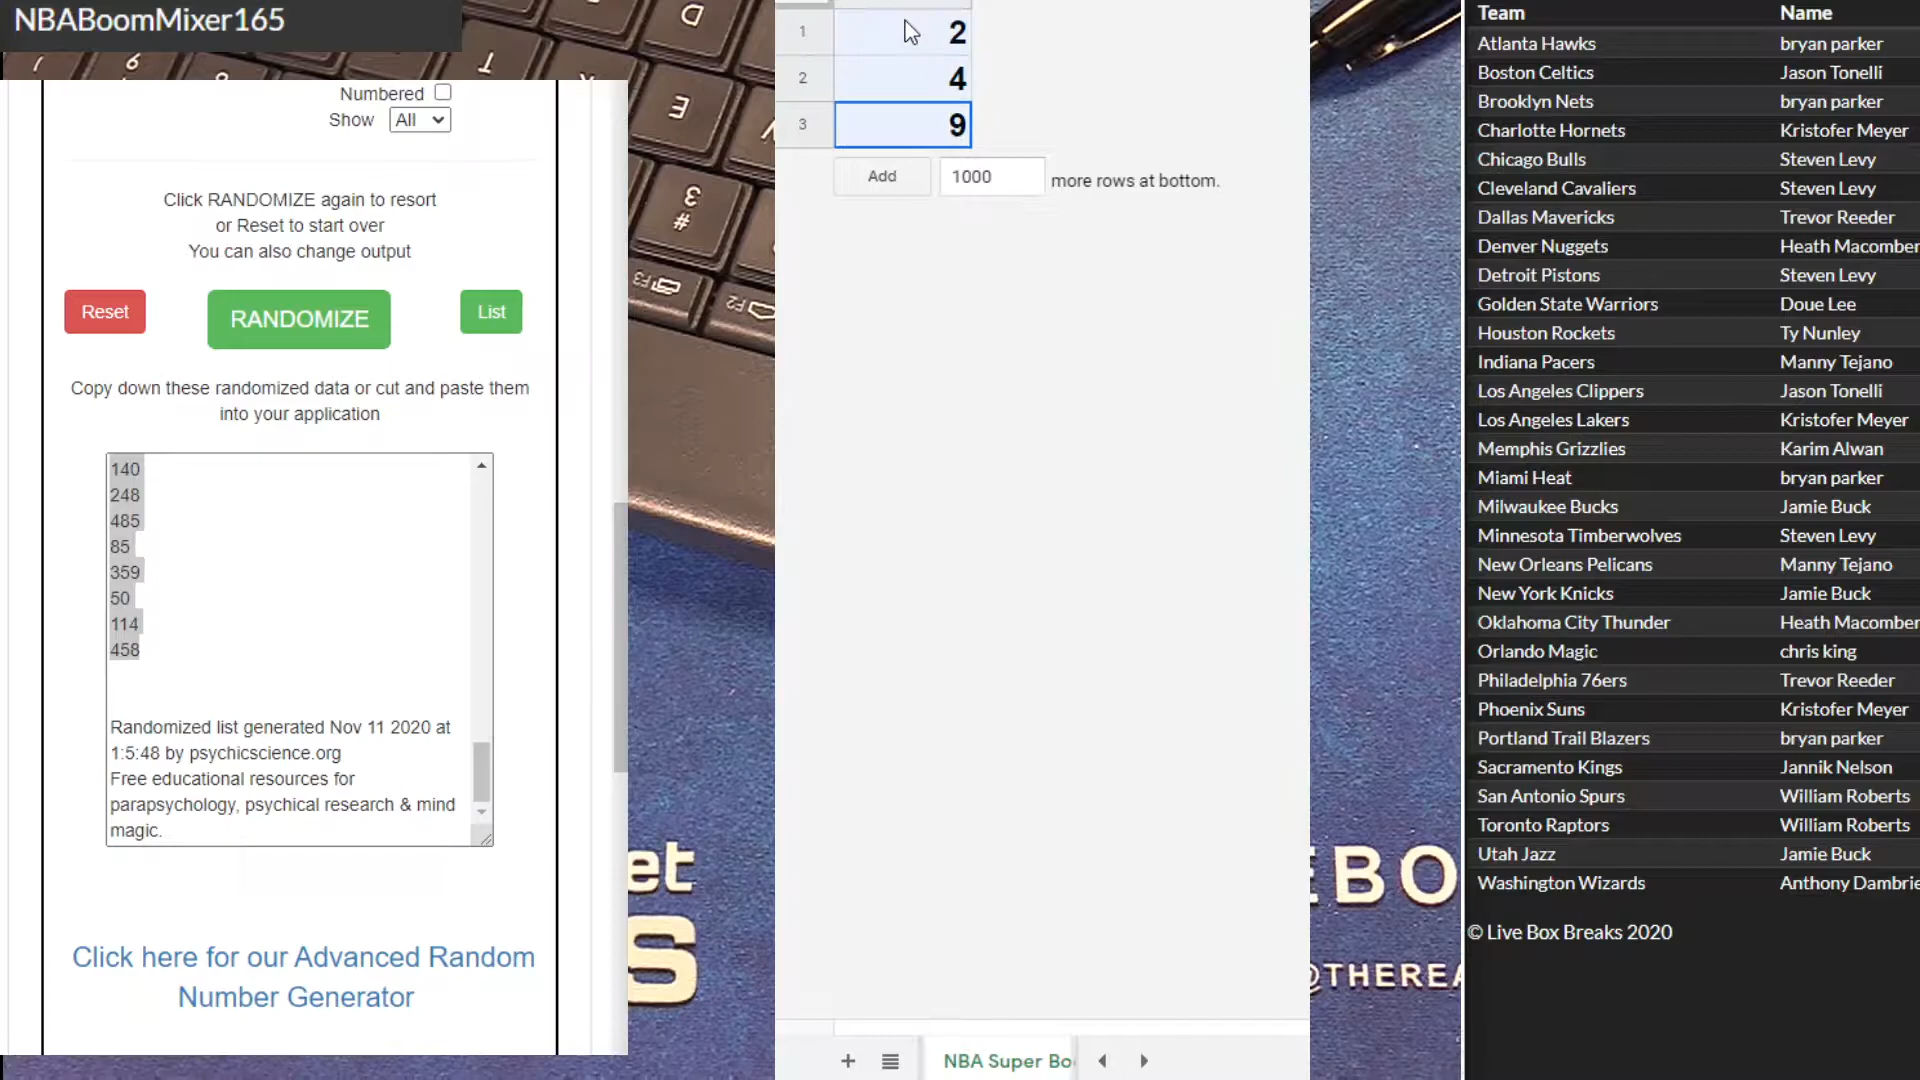 NBABoomMixer165
Numbered
Show All
Click RANDOMIZE again to resort
or Reset to start over
You can also change output
Reset
RANDOMIZE
List
Copy down these randomized data or cut and paste them
into your application
140
248
485
85
359
50
114
458
Randomized list generated Nov 11 2020 at
1:5:48 by psychicscience.org
Free educational resources for
parapsychology, psychical research & mind
magic.
Click here for our Advanced Random
Number Generator
1 2
2 4
3 9
Add 1000 more rows at bottom.
NBA Super Bo
Team Name
Atlanta Hawks bryan parker
Boston Celtics Jason Tonelli
Brooklyn Nets bryan parker
Charlotte Hornets Kristofer Meyer
Chicago Bulls Steven Levy
Cleveland Cavaliers Steven Levy
Dallas Mavericks Trevor Reeder
Denver Nuggets Heath Macomber
Detroit Pistons Steven Levy
Golden State Warriors Doue Lee
Houston Rockets Ty Nunley
Indiana Pacers Manny Tejano
Los Angeles Clippers Jason Tonelli
Los Angeles Lakers Kristofer Meyer
Memphis Grizzlies Karim Alwan
Miami Heat bryan parker
Milwaukee Bucks Jamie Buck
Minnesota Timberwolves Steven Levy
New Orleans Pelicans Manny Tejano
New York Knicks Jamie Buck
Oklahoma City Thunder Heath Macomber
Orlando Magic chris king
Philadelphia 76ers Trevor Reeder
Phoenix Suns Kristofer Meyer
Portland Trail Blazers bryan parker
Sacramento Kings Jannik Nelson
San Antonio Spurs William Roberts
Toronto Raptors William Roberts
Utah Jazz Jamie Buck
Washington Wizards Anthony Dambrie
© Live Box Breaks 2020
et
S
EBO
@THEREA
D
T
E
3
#
F3
F2